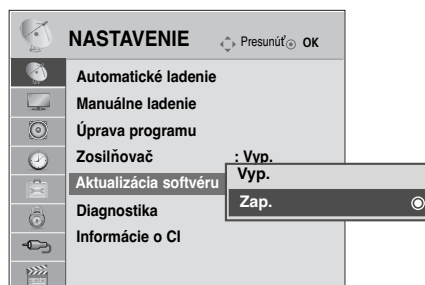 NASTAVENIE Presunúť OK
Automatické ladenie
Manuálne ladenie
Úprava programu
Zosilňovač : Vyp.
Aktualizácia softvéru
Vyp.
Zap.
Diagnostika
Informácie o CI